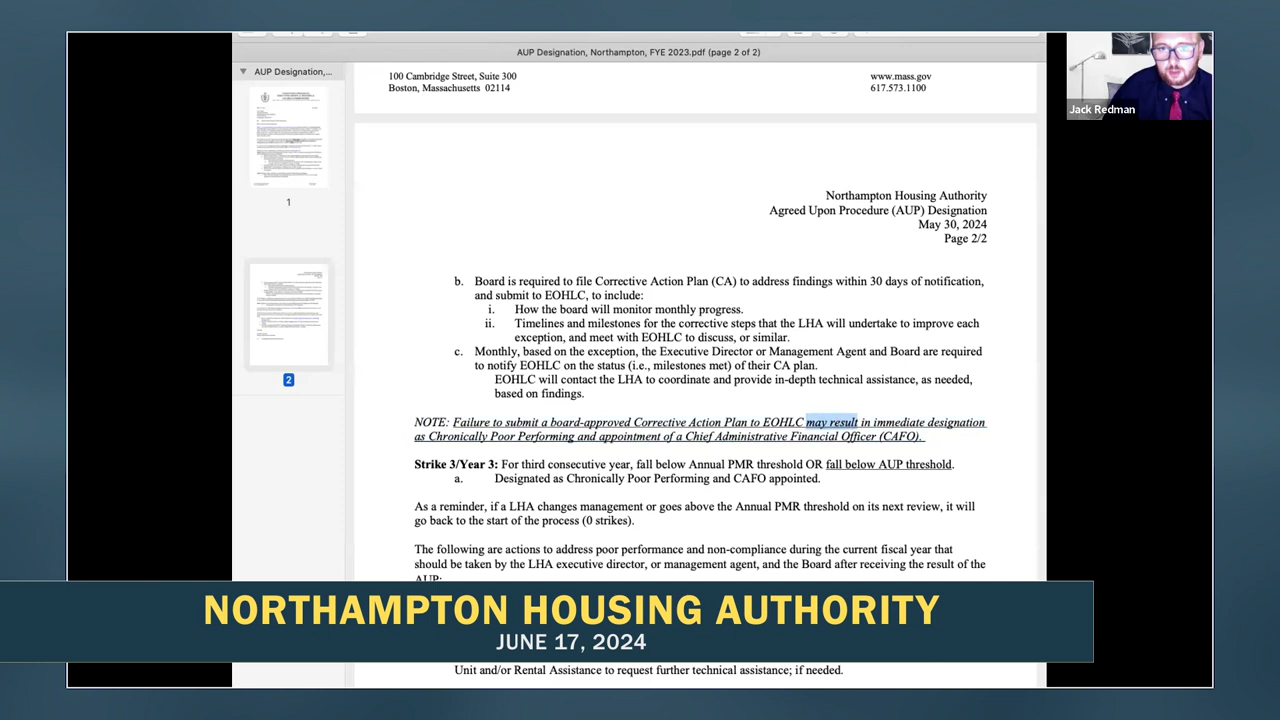 AUP Designation, Northampton, FYE 2023.pdf (page 2 of 2)
AUP Designation,...
1
2
100 Cambridge Street, Suite 300
Boston, Massachusetts 02114
www.mass.gov
617.573.1100
Jack Redman
Northampton Housing Authority
Agreed Upon Procedure (AUP) Designation
May 30, 2024
Page 2/2
b. Board is required to file Corrective Action Plan (CA) to address findings within 30 days of notification,
and submit to EOHLC, to include:
i. How the board will monitor monthly progress.
ii. Timelines and milestones for the corrective steps that the LHA will undertake to improve each
exception, and meet with EOHLC to discuss, or similar.
c. Monthly, based on the exception, the Executive Director or Management Agent and Board are required
to notify EOHLC on the status (i.e., milestones met) of their CA plan.
EOHLC will contact the LHA to coordinate and provide in-depth technical assistance, as needed,
based on findings.
NOTE: Failure to submit a board-approved Corrective Action Plan to EOHLC may result in immediate designation
as Chronically Poor Performing and appointment of a Chief Administrative Financial Officer (CAFO).
Strike 3/Year 3: For third consecutive year, fall below Annual PMR threshold OR fall below AUP threshold.
a. Designated as Chronically Poor Performing and CAFO appointed.
As a reminder, if a LHA changes management or goes above the Annual PMR threshold on its next review, it will
go back to the start of the process (0 strikes).
The following are actions to address poor performance and non-compliance during the current fiscal year that
should be taken by the LHA executive director, or management agent, and the Board after receiving the result of the
AUP:
NORTHAMPTON HOUSING AUTHORITY
JUNE 17, 2024
Unit and/or Rental Assistance to request further technical assistance; if needed.